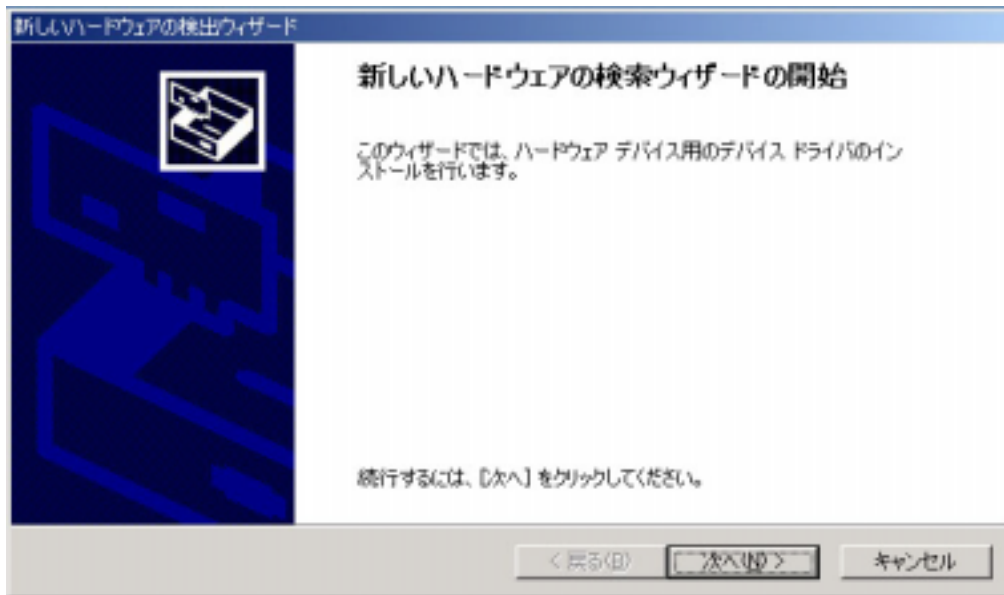 新しいハードウェアの検出ウィザード
新しいハードウェアの検索ウィザードの開始
このウィザードでは、ハードウェア デバイス用のデバイス ドライバのイン
ストールを行います。
続行するには、[次へ] をクリックしてください。
< 戻る(B)
次へ(N) >
キャンセル